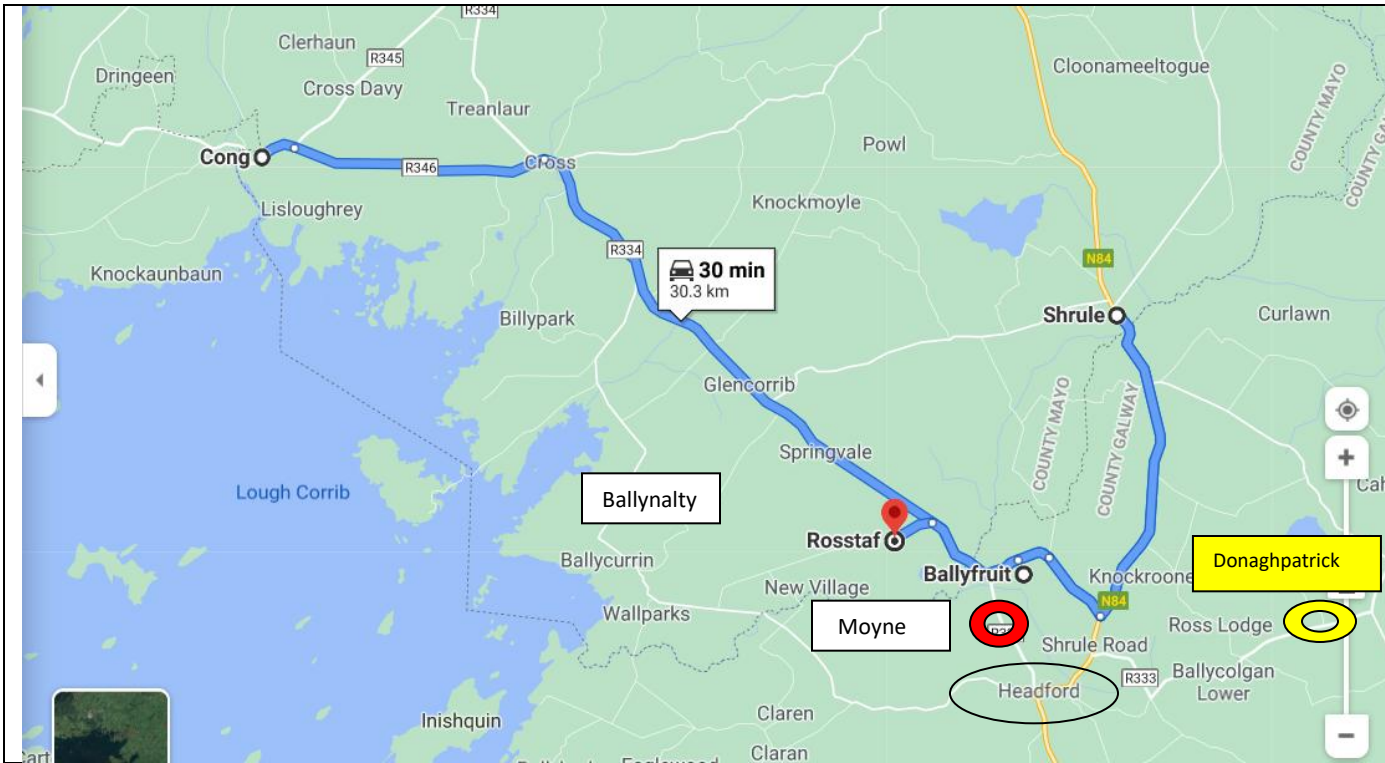 R334
Clerhaun
R345
Dringeen
Cross Davy
Treanlaur
Cloonameeltogue
COUNTY MAYO
Powl
Cong
R346
Cross
COUNTY
Lisloughrey
Knockmoyle
R334
30 min
30.3 km
N84
Knockaunbaun
Billypark
Shrule
Curlawn
Glencorrib
COUNTY MAYO
COUNTY GALWAY
Springvale
Lough Corrib
Ballynalty
Rosstaf
Ballycurrin
New Village
Ballyfruit
Knockroone
Donaghpatrick
N84
Wallparks
Moyne
Ross Lodge
Shrule Road
R333
Ballycolgan
Lower
Headford
Inishquin
Claren
Claran